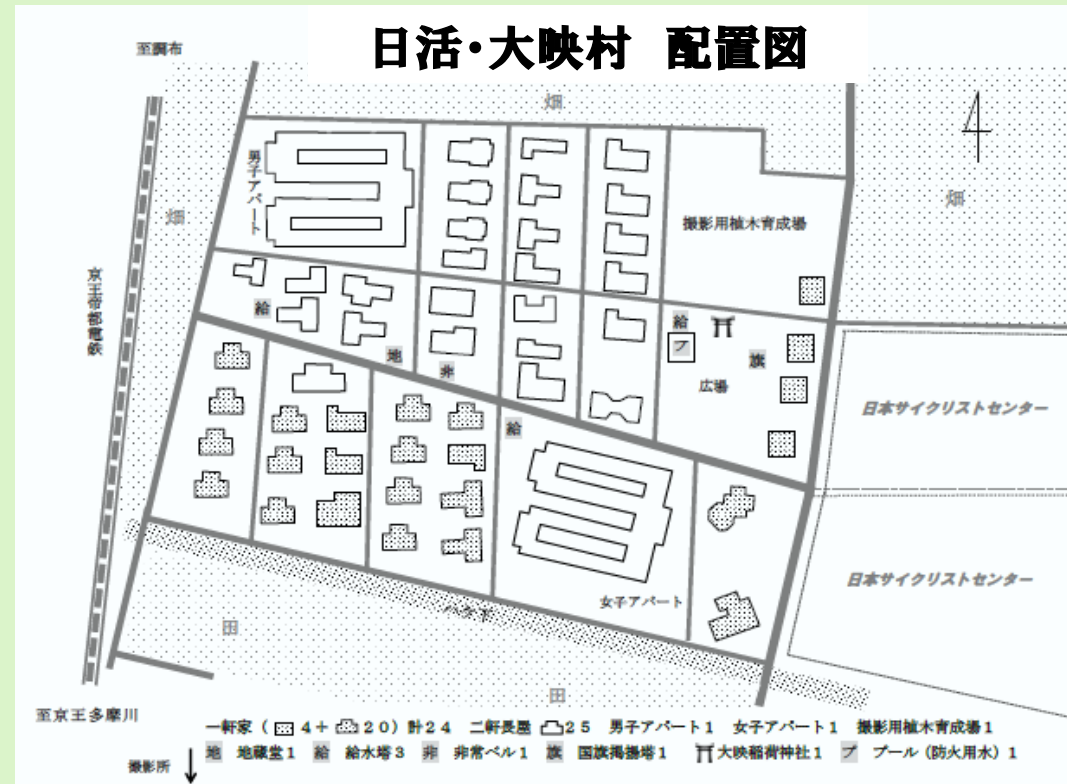 日活・大映村 配置図
至調布
畑
畑
畑
男子アパート
撮影用植木育成場
京王帝都電鉄
給
地
非
給
プ
旗
広場
日本サイクリストセンター
給
日本サイクリストセンター
女子アパート
ハケ下
田
田
至京王多摩川
一軒家（ 4＋ 20）計24 二軒長屋 25 男子アパート1 女子アパート1 撮影用植木育成場1
地 地蔵堂1 給 給水塔3 非 非常ベル1 旗 国旗掲揚塔1 大映稲荷神社1 プ プール（防火用水）1
撮影所